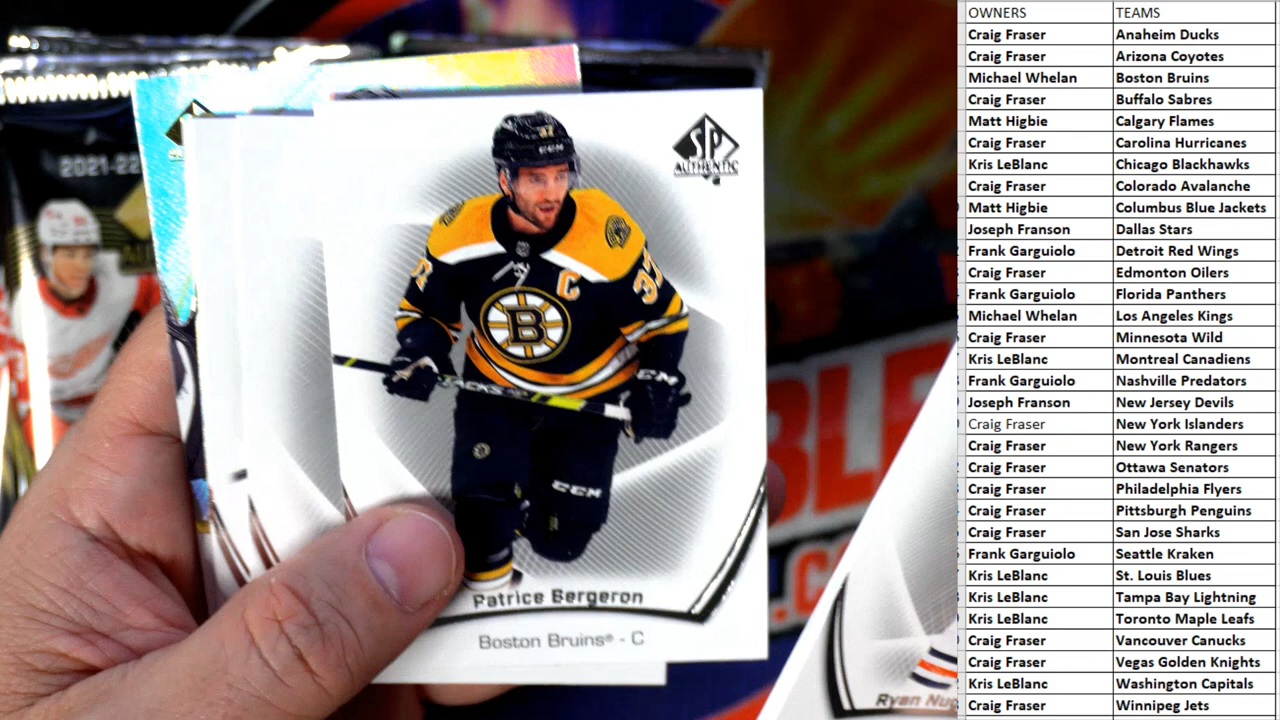 2021-22
SP
AUTHENTIC
37
CCM
C
37
B
CCM
CCM
Patrice Bergeron
Boston Bruins® - C
Ryan
OWNERS TEAMS
Craig Fraser Anaheim Ducks
Craig Fraser Arizona Coyotes
Michael Whelan Boston Bruins
Craig Fraser Buffalo Sabres
Matt Higbie Calgary Flames
Craig Fraser Carolina Hurricanes
Kris LeBlanc Chicago Blackhawks
Craig Fraser Colorado Avalanche
Matt Higbie Columbus Blue Jackets
Joseph Franson Dallas Stars
Frank Garguiolo Detroit Red Wings
Craig Fraser Edmonton Oilers
Frank Garguiolo Florida Panthers
Michael Whelan Los Angeles Kings
Craig Fraser Minnesota Wild
Kris LeBlanc Montreal Canadiens
Frank Garguiolo Nashville Predators
Joseph Franson New Jersey Devils
Craig Fraser New York Islanders
Craig Fraser New York Rangers
Craig Fraser Ottawa Senators
Craig Fraser Philadelphia Flyers
Craig Fraser Pittsburgh Penguins
Craig Fraser San Jose Sharks
Frank Garguiolo Seattle Kraken
Kris LeBlanc St. Louis Blues
Kris LeBlanc Tampa Bay Lightning
Kris LeBlanc Toronto Maple Leafs
Craig Fraser Vancouver Canucks
Craig Fraser Vegas Golden Knights
Kris LeBlanc Washington Capitals
Craig Fraser Winnipeg Jets